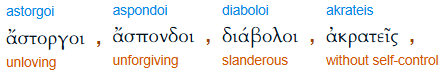 astorgoi aspondoi diaboloi akrateis
ἄστοργοι , ἄσπονδοι , διάβολοι , ἀκρατεῖς ,
unloving unforgiving slanderous without self-control